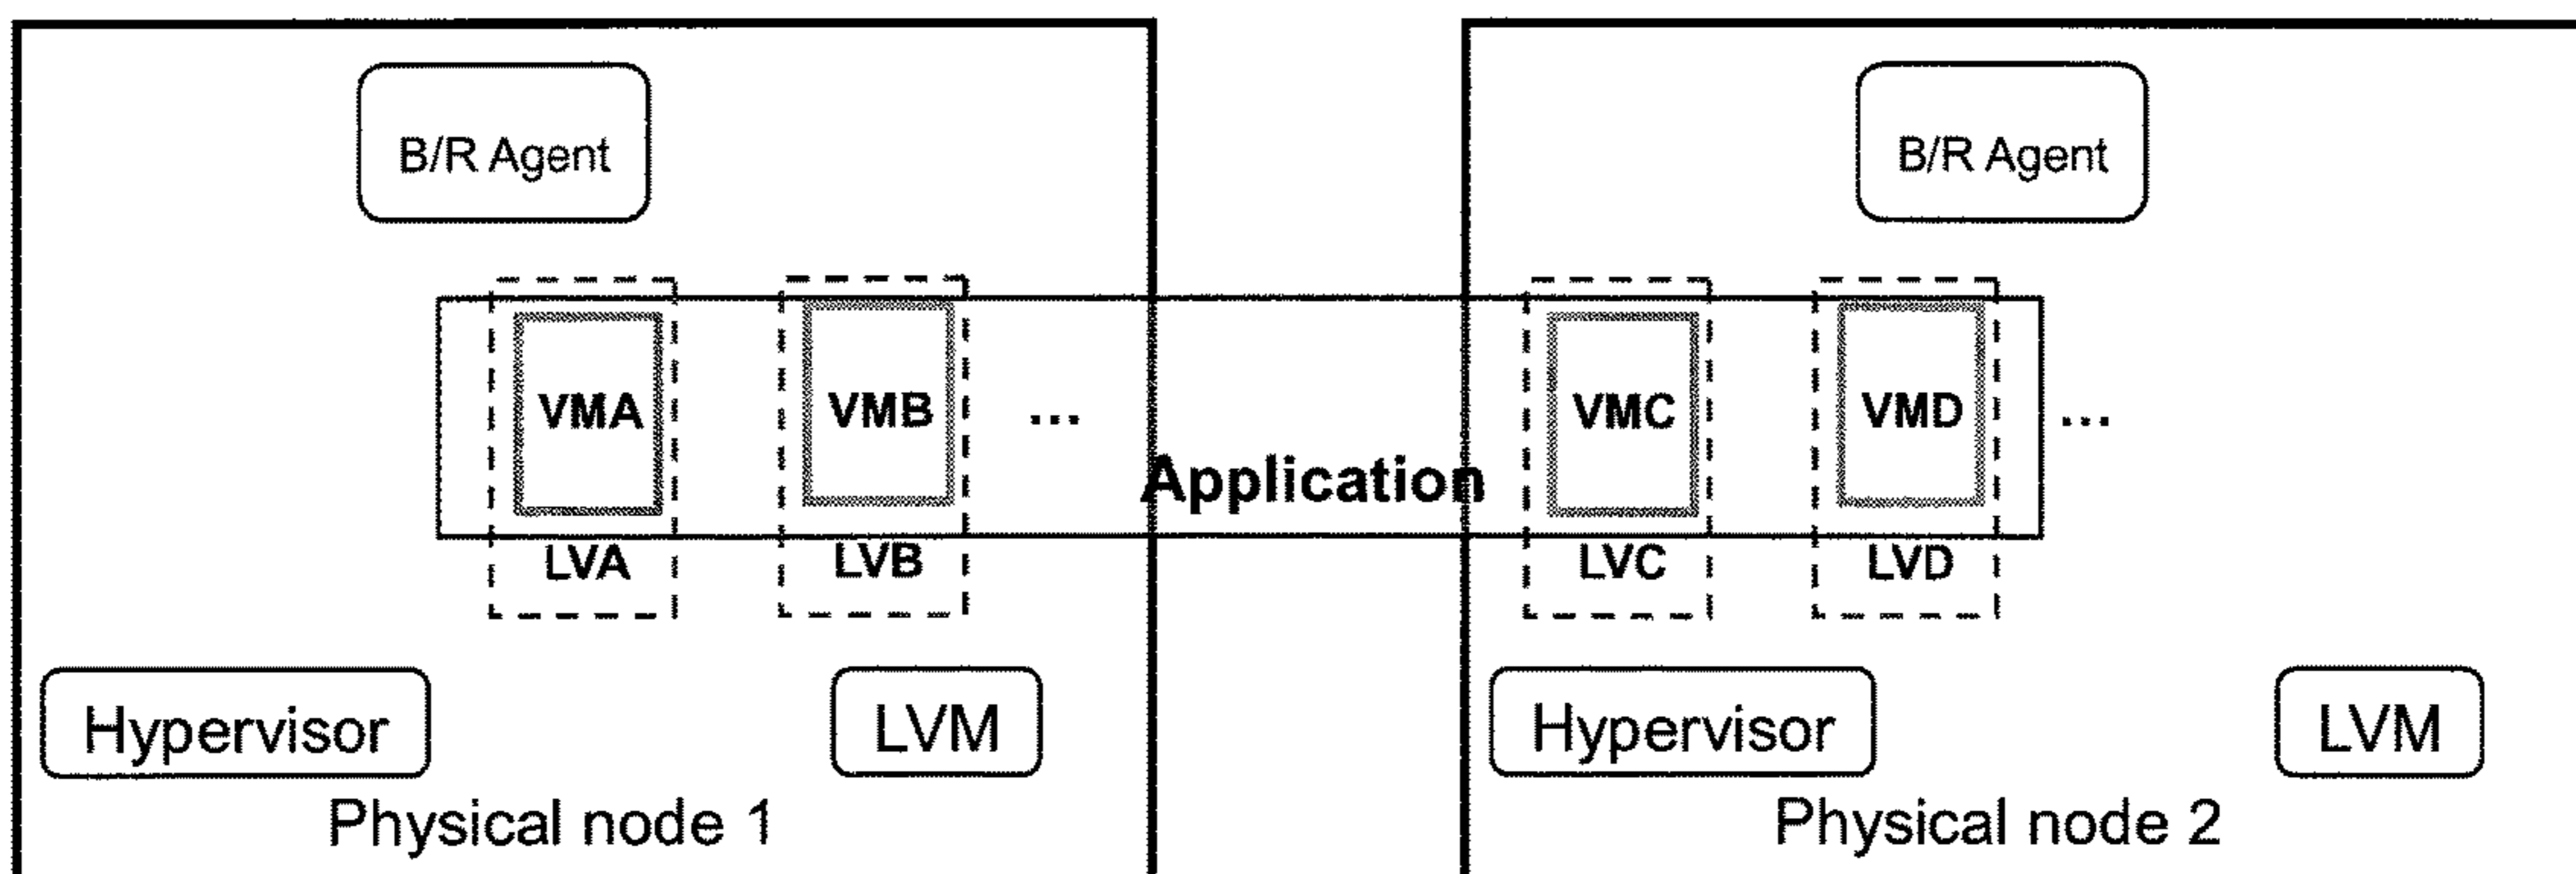 B/R Agent
B/R Agent
VMA
VMB
...
VMC
VMD
...
Application
LVA
LVB
LVC
LVD
Hypervisor
LVM
Hypervisor
LVM
Physical node 1
Physical node 2